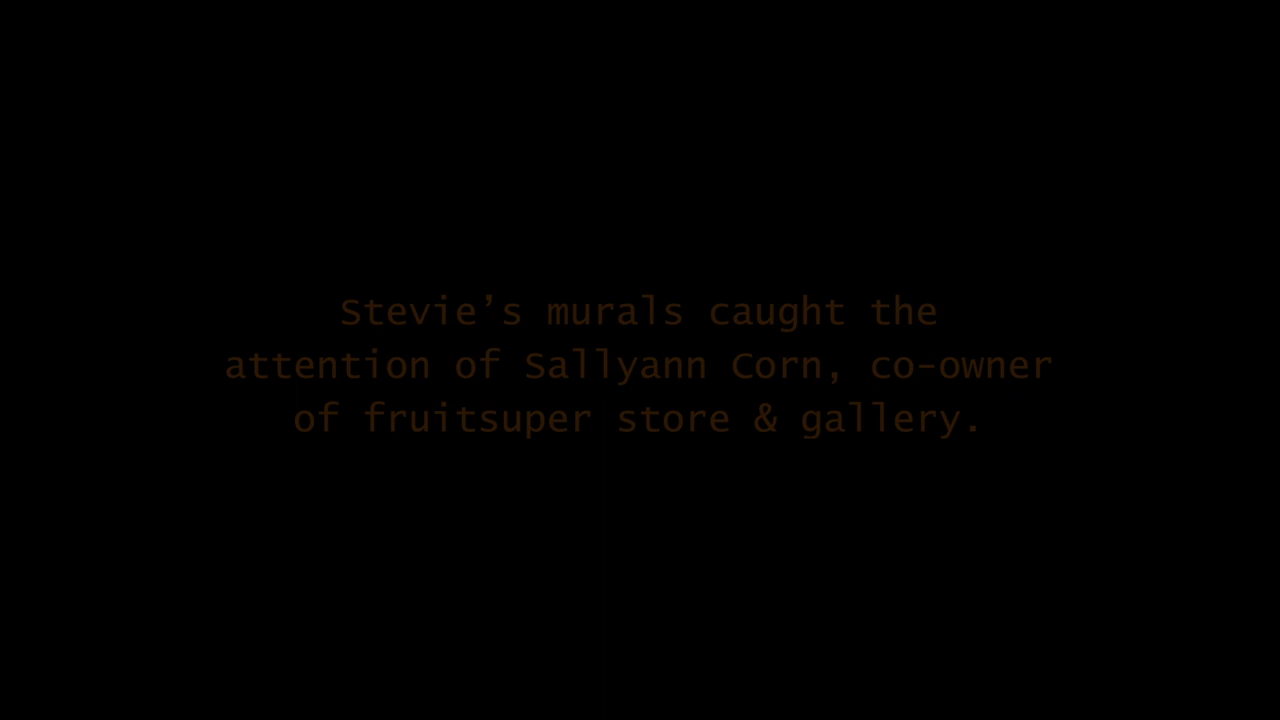 Stevie’s murals caught the
attention of Sallyann Corn, co-owner
of fruitsuper store & gallery.